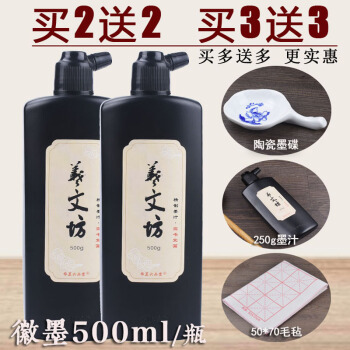 买2送2 买3送3
买多送多 更实惠
陶瓷墨碟
羲文坊
500g
羲文坊
500g
250g墨汁
50*70毛毡
徽墨500ml/瓶